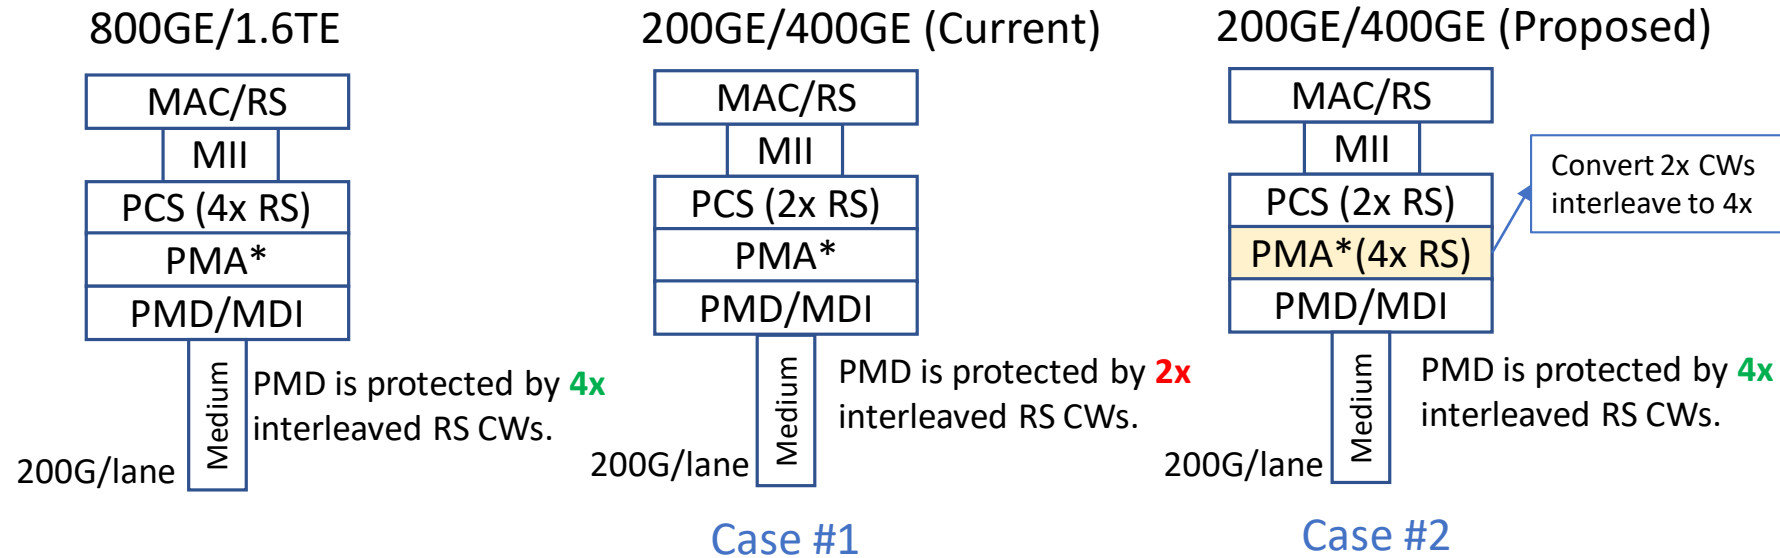 800GE/1.6TE
MAC/RS
MII
PCS (4x RS)
PMA*
PMD/MDI
Medium
PMD is protected by 4x
interleaved RS CWs.
200G/lane
200GE/400GE (Current)
MAC/RS
MII
PCS (2x RS)
PMA*
PMD/MDI
Medium
PMD is protected by 2x
interleaved RS CWs.
200G/lane
Case #1
200GE/400GE (Proposed)
MAC/RS
MII
PCS (2x RS)
PMA*(4x RS)
PMD/MDI
Convert 2x CWs
interleave to 4x
Medium
PMD is protected by 4x
interleaved RS CWs.
200G/lane
Case #2